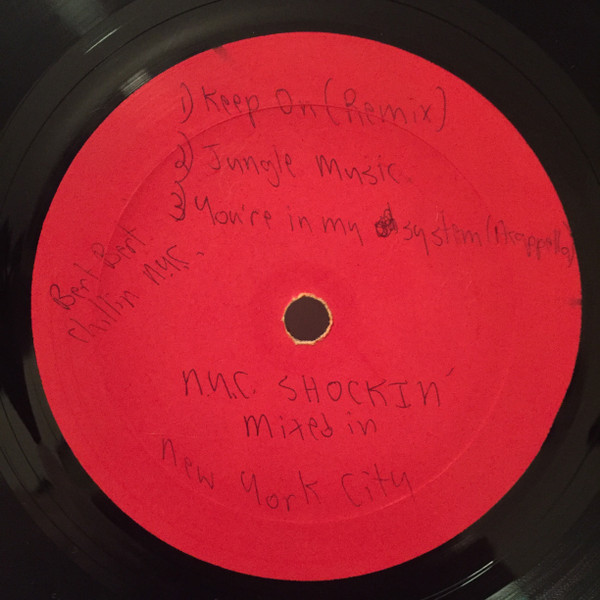 1) Keep On (Remix)
2) Jungle Music
3) You're in my system (Acappella)
Bert Bert.
chillin N.Y.C.
N.Y.C. SHOCKIN'
Mixed in
New York City